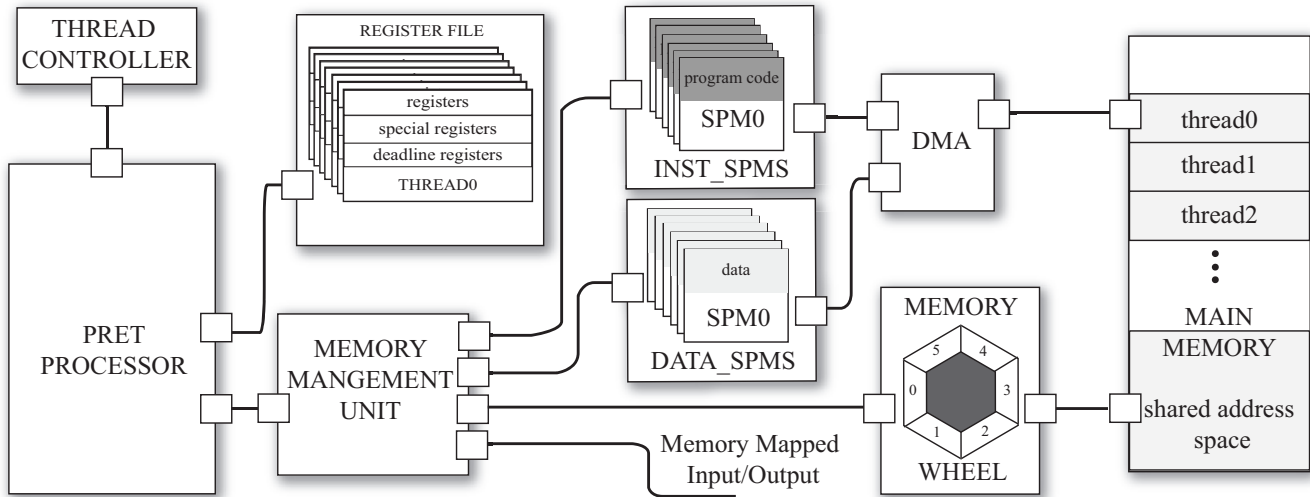 THREAD
CONTROLLER
PRET
PROCESSOR
REGISTER FILE
registers
special registers
deadline registers
THREAD0
MEMORY
MANGEMENT
UNIT
program code
SPM0
INST_SPMS
data
SPM0
DATA_SPMS
Memory Mapped
Input/Output
DMA
MEMORY
5
4
0
3
1
2
WHEEL
thread0
thread1
thread2
MAIN
MEMORY
shared address
space